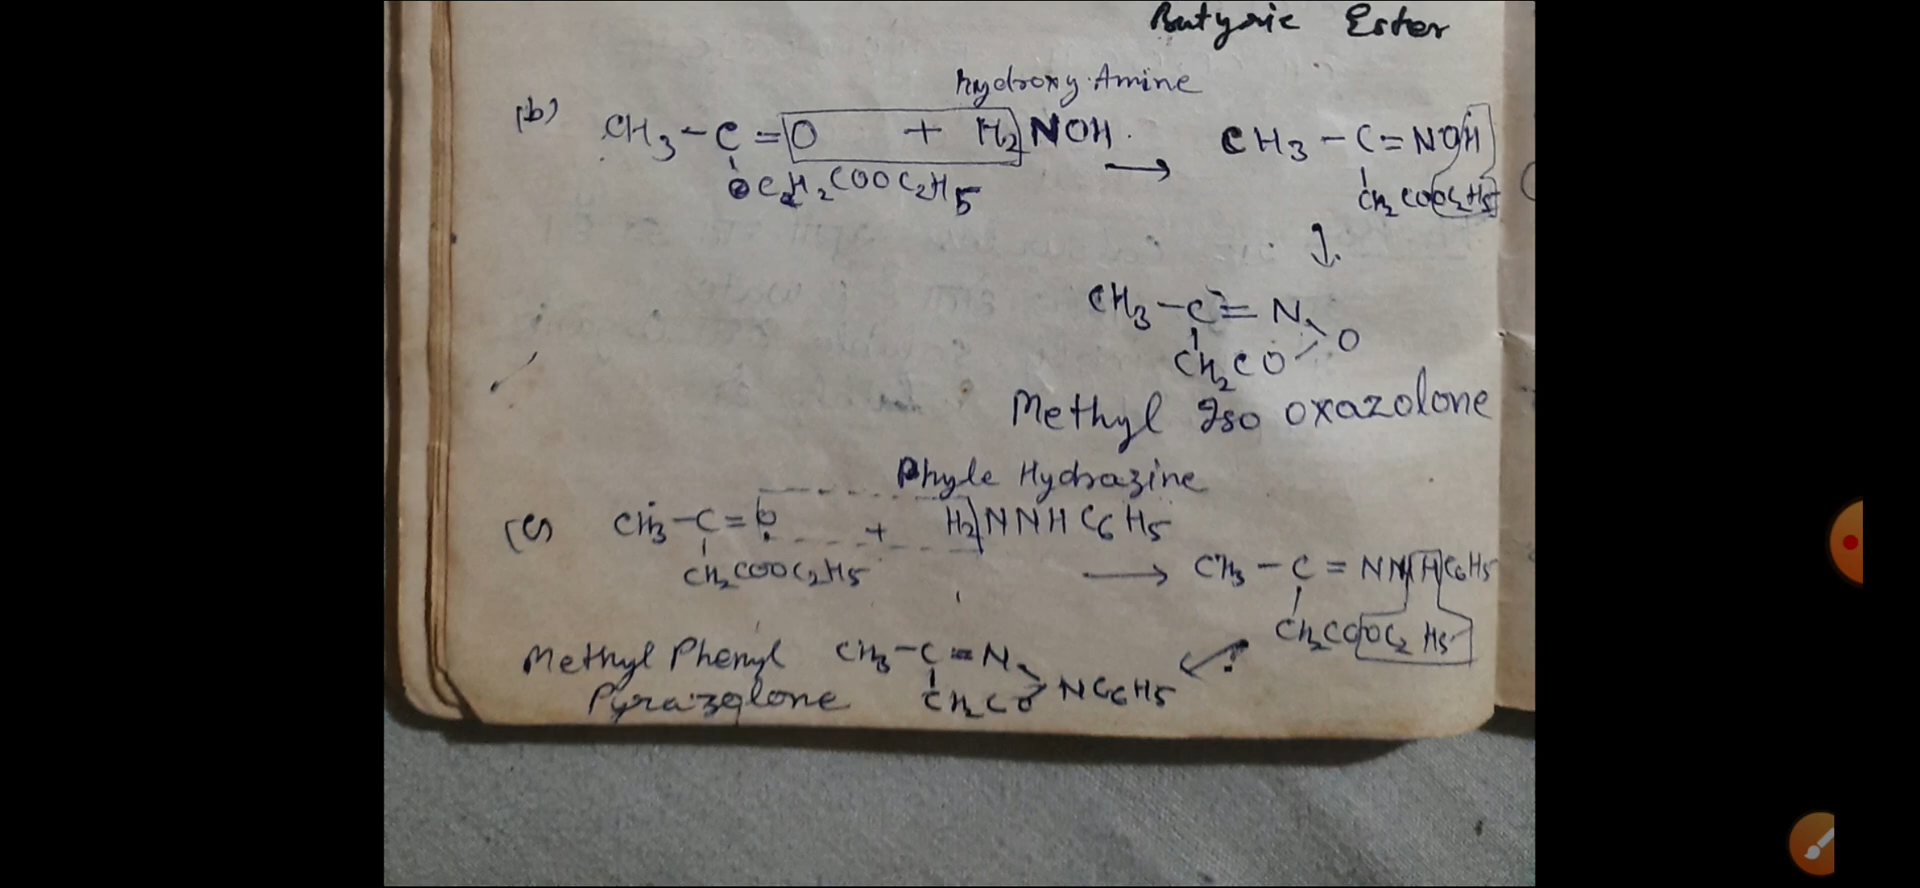 Butyric Ester
hydroxy Amine
(b) CH3-C=O + H2NOH. → CH3-C=NOH
CH2COOC2H5 CH2COOC2H5
↓
CH3-C=N
O
CH2CO
Methyl Iso oxazolone
Phyle Hydrazine
(c) CH3-C=O + H2NNHC6H5
CH2COOC2H5 → CH3-C=NNHC6H5
CH2COOC2H5
Methyl Phenyl CH3-C=N
NC6H5
Pyrazolone CH2CO